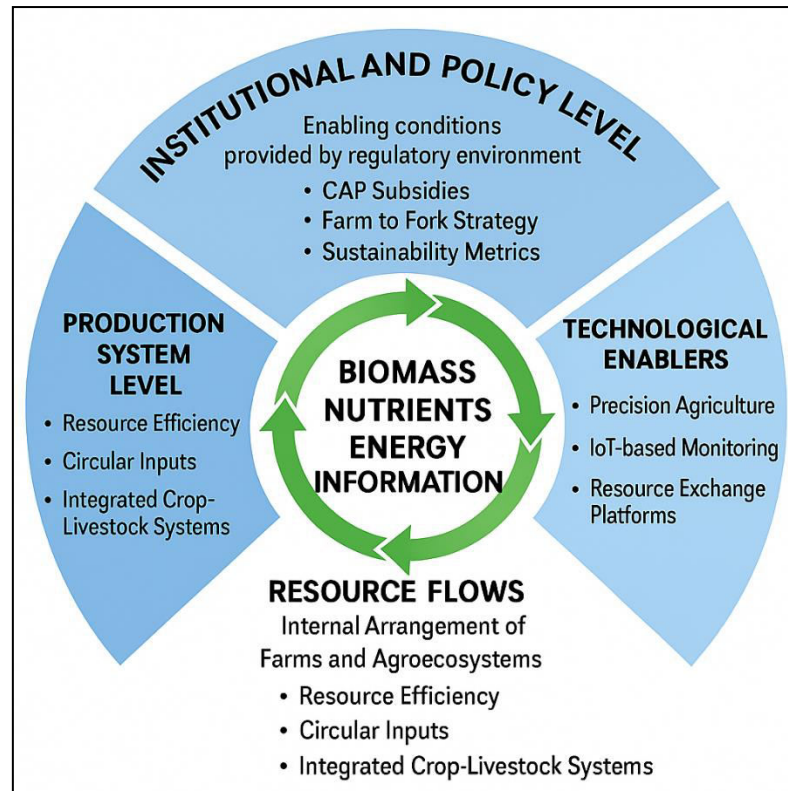 INSTITUTIONAL AND POLICY LEVEL
Enabling conditions
provided by regulatory environment
• CAP Subsidies
• Farm to Fork Strategy
• Sustainability Metrics
PRODUCTION
SYSTEM
LEVEL
• Resource Efficiency
• Circular Inputs
• Integrated Crop-
Livestock Systems
BIOMASS
NUTRIENTS
ENERGY
INFORMATION
TECHNOLOGICAL
ENABLERS
• Precision Agriculture
• IoT-based Monitoring
• Resource Exchange
Platforms
RESOURCE FLOWS
Internal Arrangement of
Farms and Agroecosystems
• Resource Efficiency
• Circular Inputs
• Integrated Crop-Livestock Systems